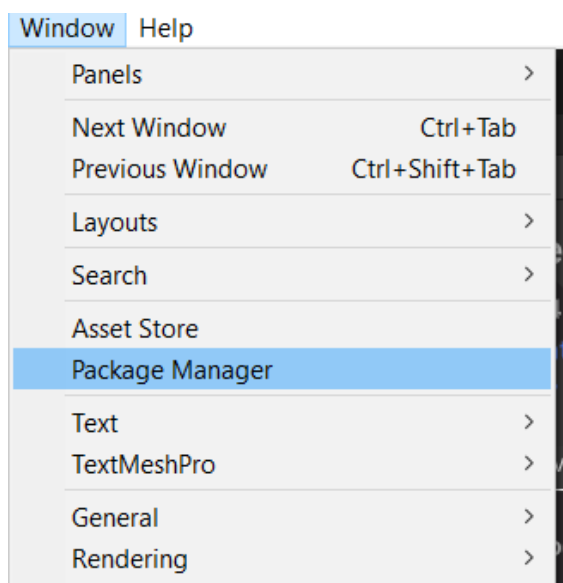 Window Help
Panels
Next Window Ctrl+Tab
Previous Window Ctrl+Shift+Tab
Layouts
Search
Asset Store
Package Manager
Text
TextMeshPro
General
Rendering